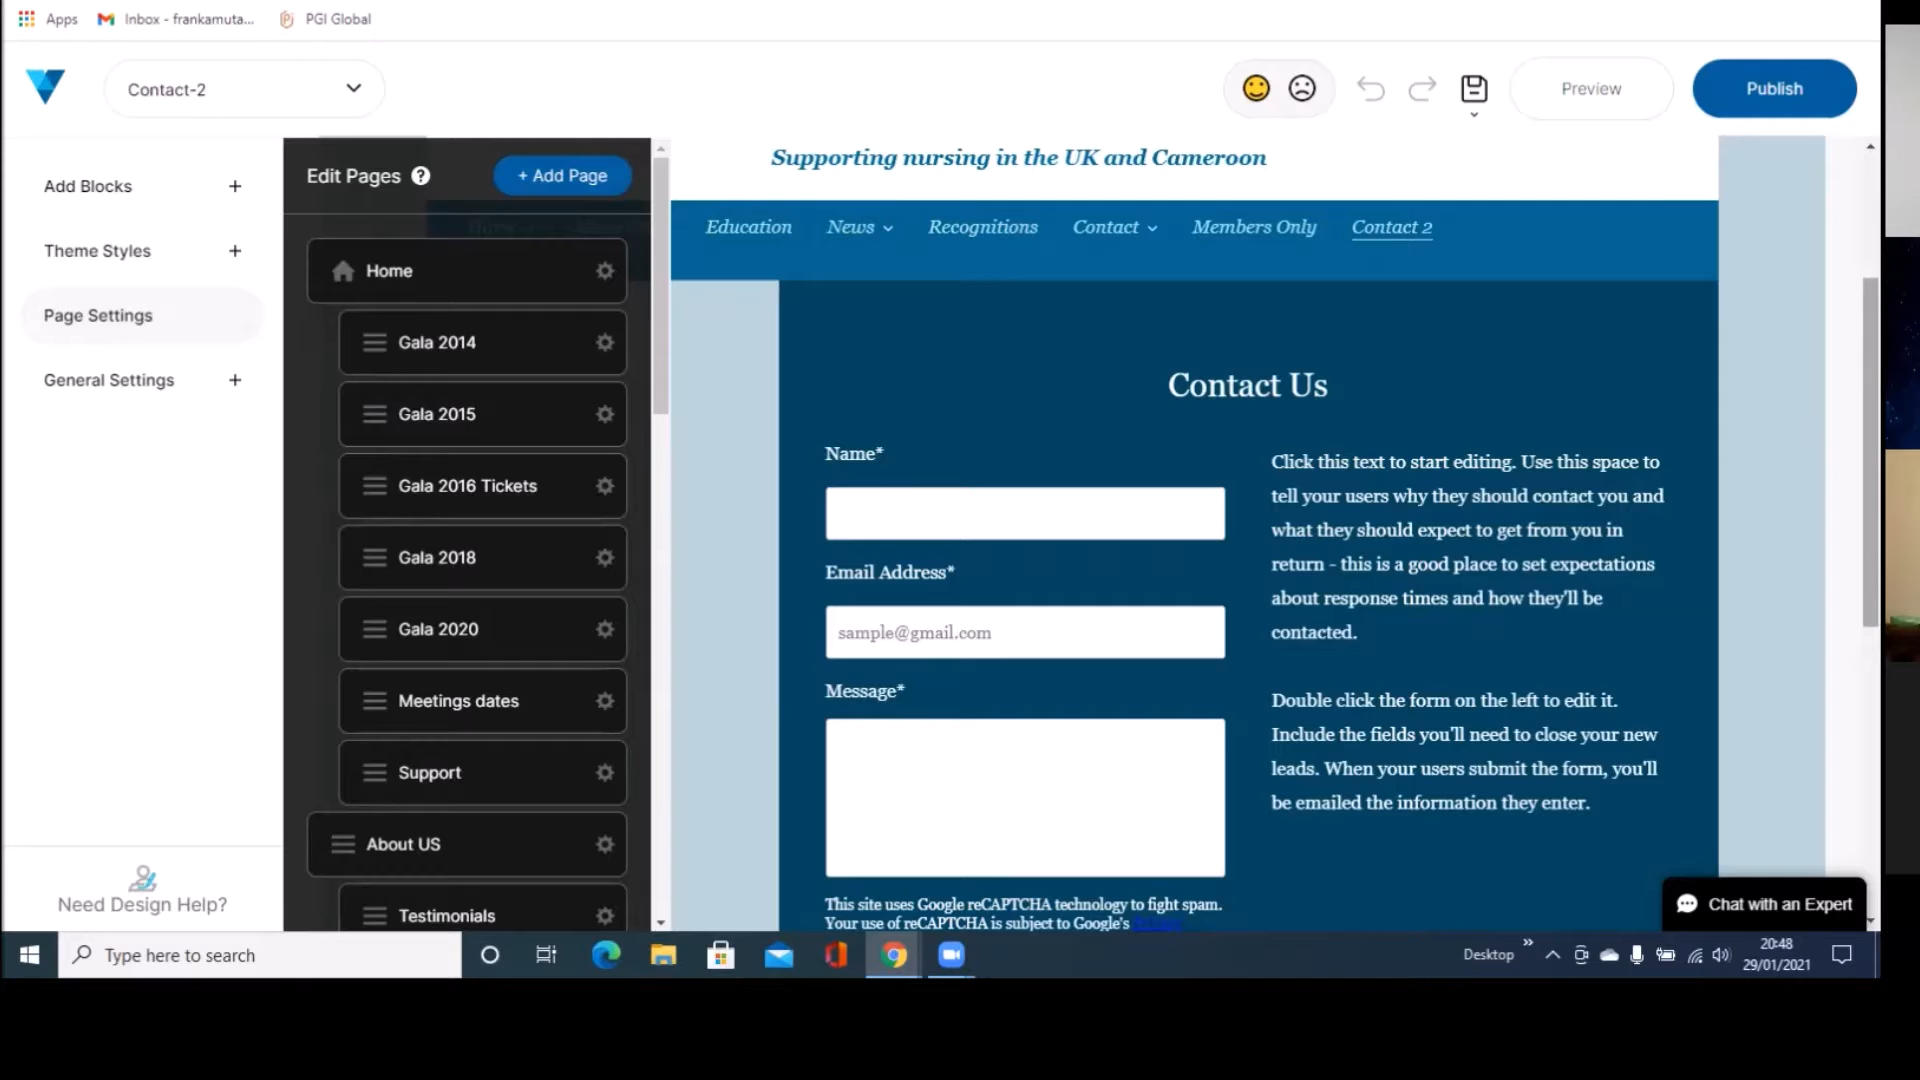 Apps
Inbox - frankamuta...
PGI Global
Contact-2
Preview
Publish
Add Blocks +
Theme Styles +
Page Settings
General Settings +
Need Design Help?
Edit Pages ?
+ Add Page
Home
Gala 2014
Gala 2015
Gala 2016 Tickets
Gala 2018
Gala 2020
Meetings dates
Support
About US
Testimonials
Supporting nursing in the UK and Cameroon
Education News Recognitions Contact Members Only Contact 2
Contact Us
Name*
Email Address*
sample@gmail.com
Message*
This site uses Google reCAPTCHA technology to fight spam.
Your use of reCAPTCHA is subject to Google's Privacy
Click this text to start editing. Use this space to
tell your users why they should contact you and
what they should expect to get from you in
return - this is a good place to set expectations
about response times and how they'll be
contacted.
Double click the form on the left to edit it.
Include the fields you'll need to close your new
leads. When your users submit the form, you'll
be emailed the information they enter.
Chat with an Expert
Type here to search
Desktop
20:48
29/01/2021